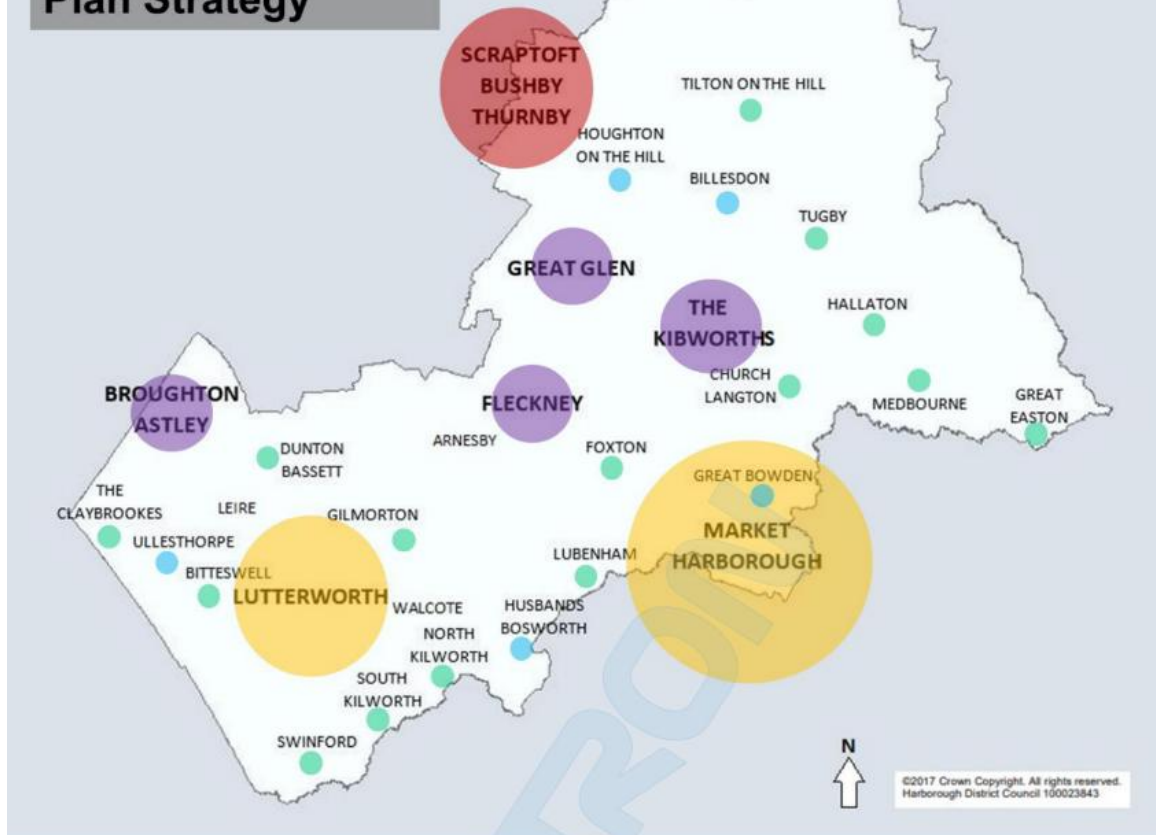 Plan Strategy
SCRAPTOFT
BUSHBY
THURNBY
TILTON ON THE HILL
HOUGHTON
ON THE HILL
BILLESDON
TUGBY
GREAT GLEN
THE
KIBWORTHS
HALLATON
CHURCH
LANGTON
MEDBOURNE
GREAT
EASTON
BROUGHTON
ASTLEY
FLECKNEY
ARNESBY
DUNTON
BASSETT
FOXTON
GREAT BOWDEN
MARKET
HARBOROUGH
THE
CLAYBROOKES
LEIRE
GILMORTON
ULLESTHORPE
BITTESWELL
LUTTERWORTH
LUBENHAM
WALCOTE
HUSBANDS
BOSWORTH
NORTH
KILWORTH
SOUTH
KILWORTH
SWINFORD
N
©2017 Crown Copyright. All rights reserved.
Harborough District Council 100023843